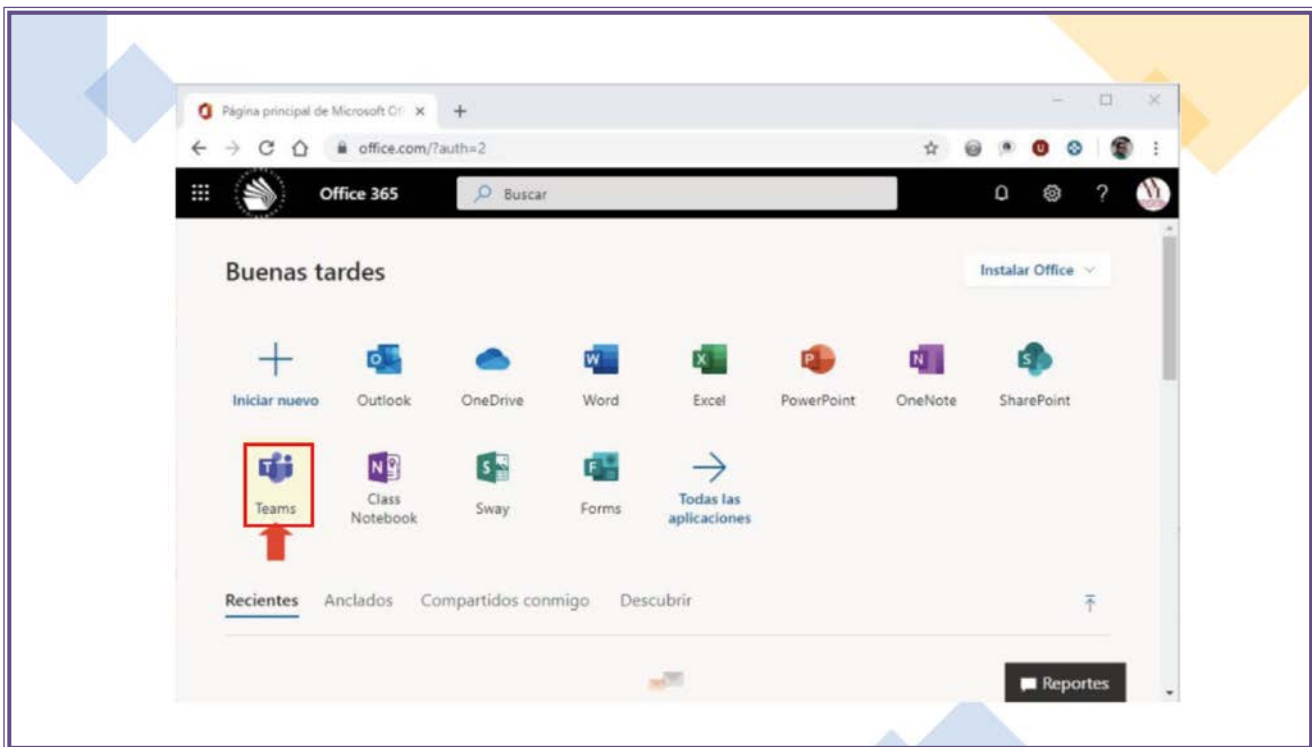 Página principal de Microsoft Of
office.com/?auth=2
Office 365
Buscar
Buenas tardes
Instalar Office
Iniciar nuevo
Outlook
OneDrive
Word
Excel
PowerPoint
OneNote
SharePoint
Teams
Class
Notebook
Sway
Forms
Todas las
aplicaciones
Recientes Anclados Compartidos conmigo Descubrir
Reportes